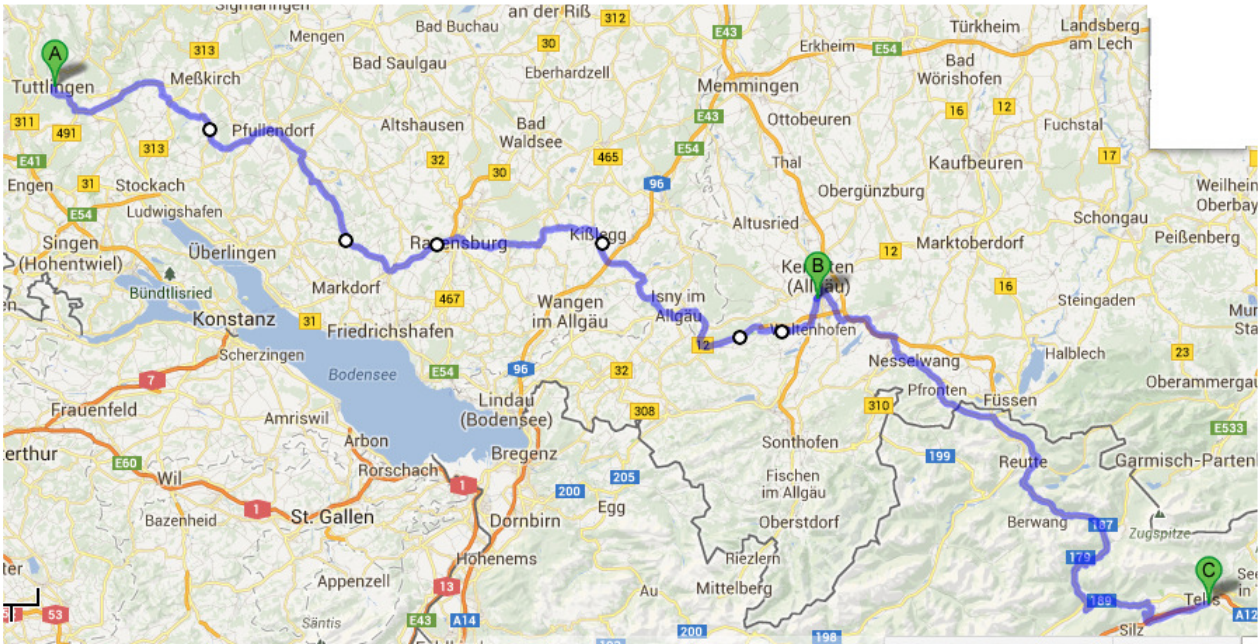 Sigmaringen
an der Riß
312
E43
Landsberg
am Lech
Mengen
Bad Buchau
30
Erkheim
E54
Türkheim
A
313
Bad Saulgau
Eberhardzell
Bad
Wörishofen
Tuttlingen
Meßkirch
Memmingen
16
12
311
491
Pfullendorf
Altshausen
Bad
Waldsee
E43
Ottobeuren
Fuchstal
313
E41
32
30
465
E54
Thal
Kaufbeuren
17
Engen
31
Stockach
96
Obergünzburg
Weilheim
Oberbay
E54
Ludwigshafen
Altusried
Schongau
Singen
(Hohentwiel)
Überlingen
Ravensburg
Kißlegg
12
Marktoberdorf
Peißenberg
B
Kempten
(Allgäu)
Bündtlisried
Markdorf
467
Wangen
im Allgäu
Isny im
Allgäu
16
Steingaden
Konstanz
31
Friedrichshafen
Waltenhofen
Scherzingen
12
Nesselwang
Halblech
23
7
Bodensee
E54
96
32
Pfronten
Oberammergau
Frauenfeld
Amriswil
Lindau
(Bodensee)
308
310
Füssen
Arbon
Sonthofen
E533
terthur
E60
Wil
Rorschach
1
Bregenz
205
Fischen
im Allgäu
199
Reutte
Garmisch-Parten
1
St. Gallen
200
Egg
Bazenheid
Dornbirn
Oberstdorf
Berwang
187
Zugspitze
Hohenems
Riezlern
179
C
Appenzell
13
Au
Mittelberg
189
Telfs
See
in
53
Säntis
E43
A14
200
198
Silz
A12